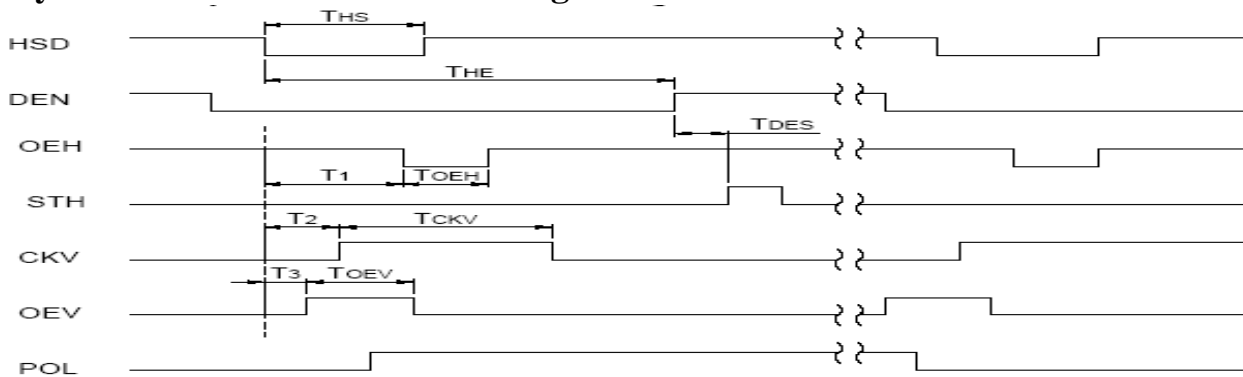 THS
HSD
THE
DEN
TDES
OEH
T1 TOEH
STH
T2 TCKV
CKV
T3 TOEV
OEV
POL